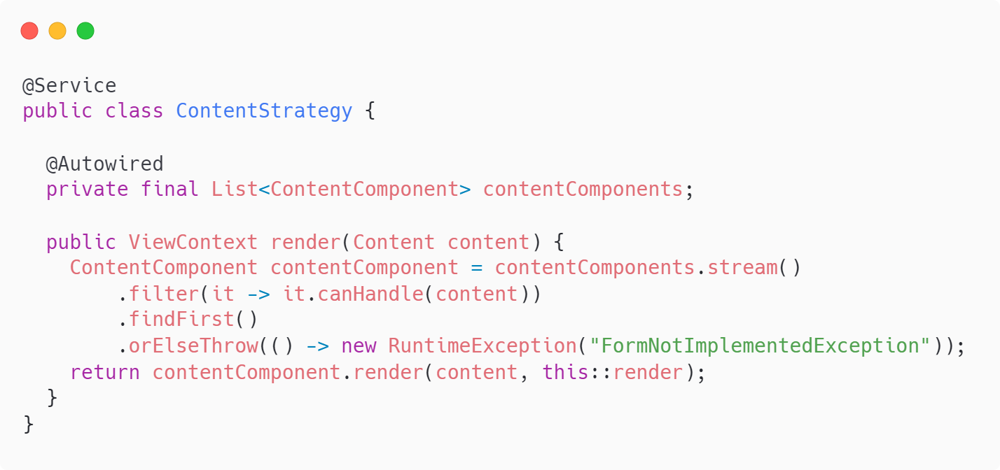 @Service
public class ContentStrategy {
  @Autowired
  private final List<ContentComponent> contentComponents;
  public ViewContext render(Content content) {
    ContentComponent contentComponent = contentComponents.stream()
        .filter(it -> it.canHandle(content))
        .findFirst()
        .orElseThrow(() -> new RuntimeException("FormNotImplementedException"));
    return contentComponent.render(content, this::render);
  }
}